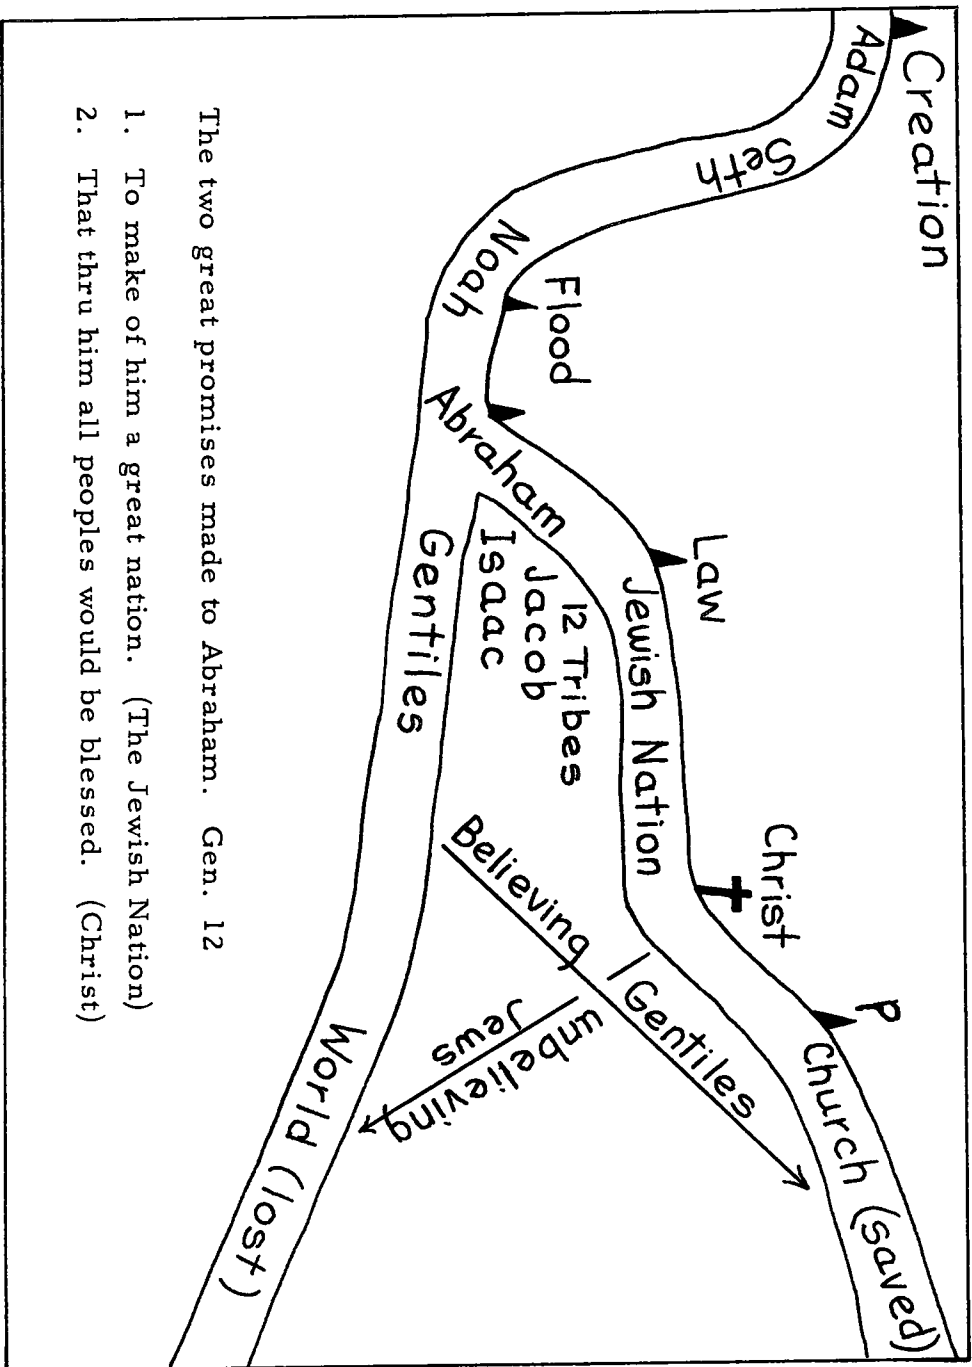 Creation
Adam
Seth
Noah
Flood
Abraham
Law
Jewish Nation
12 Tribes
Jacob
Isaac
Gentiles
Christ
P
Church (saved)
Believing / Gentiles
unbelieving
Jews
World (lost)
The two great promises made to Abraham. Gen. 12
1. To make of him a great nation. (The Jewish Nation)
2. That thru him all peoples would be blessed. (Christ)